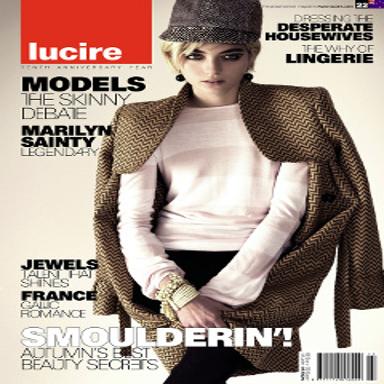 lucire
TENTH ANNIVERSARY YEAR
22
DRESSING THE
DESPERATE
HOUSEWIVES
THE WHY OF
LINGERIE
MODELS
THE SKINNY
DEBATE
MARILYN
SAINTY
LEGENDARY
JEWELS
TALENT THAT
SHINES
FRANCE
GALLIC
ROMANCE
SMOULDERIN'!
AUTUMN'S BEST
BEAUTY SECRETS